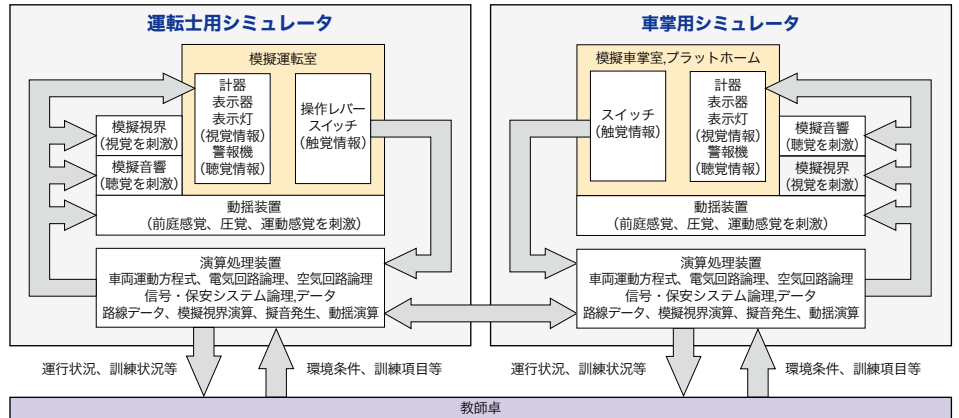 運転士用シミュレータ
模擬運転室
計器
表示器
表示灯
(視覚情報)
警報機
(聴覚情報)
操作レバー
スイッチ
(触覚情報)
模擬視界
(視覚を刺激)
模擬音響
(聴覚を刺激)
動揺装置
(前庭感覚、圧覚、運動感覚を刺激)
演算処理装置
車両運動方程式、電気回路論理、空気回路論理
信号・保安システム論理,データ
路線データ、模擬視界演算、擬音発生、動揺演算
運行状況、訓練状況等
環境条件、訓練項目等
車掌用シミュレータ
模擬車掌室,プラットホーム
スイッチ
(触覚情報)
計器
表示器
表示灯
(視覚情報)
警報機
(聴覚情報)
模擬音響
(聴覚を刺激)
模擬視界
(視覚を刺激)
動揺装置
(前庭感覚、圧覚、運動感覚を刺激)
演算処理装置
車両運動方程式、電気回路論理、空気回路論理
信号・保安システム論理,データ
路線データ、模擬視界演算、擬音発生、動揺演算
運行状況、訓練状況等
環境条件、訓練項目等
教師卓